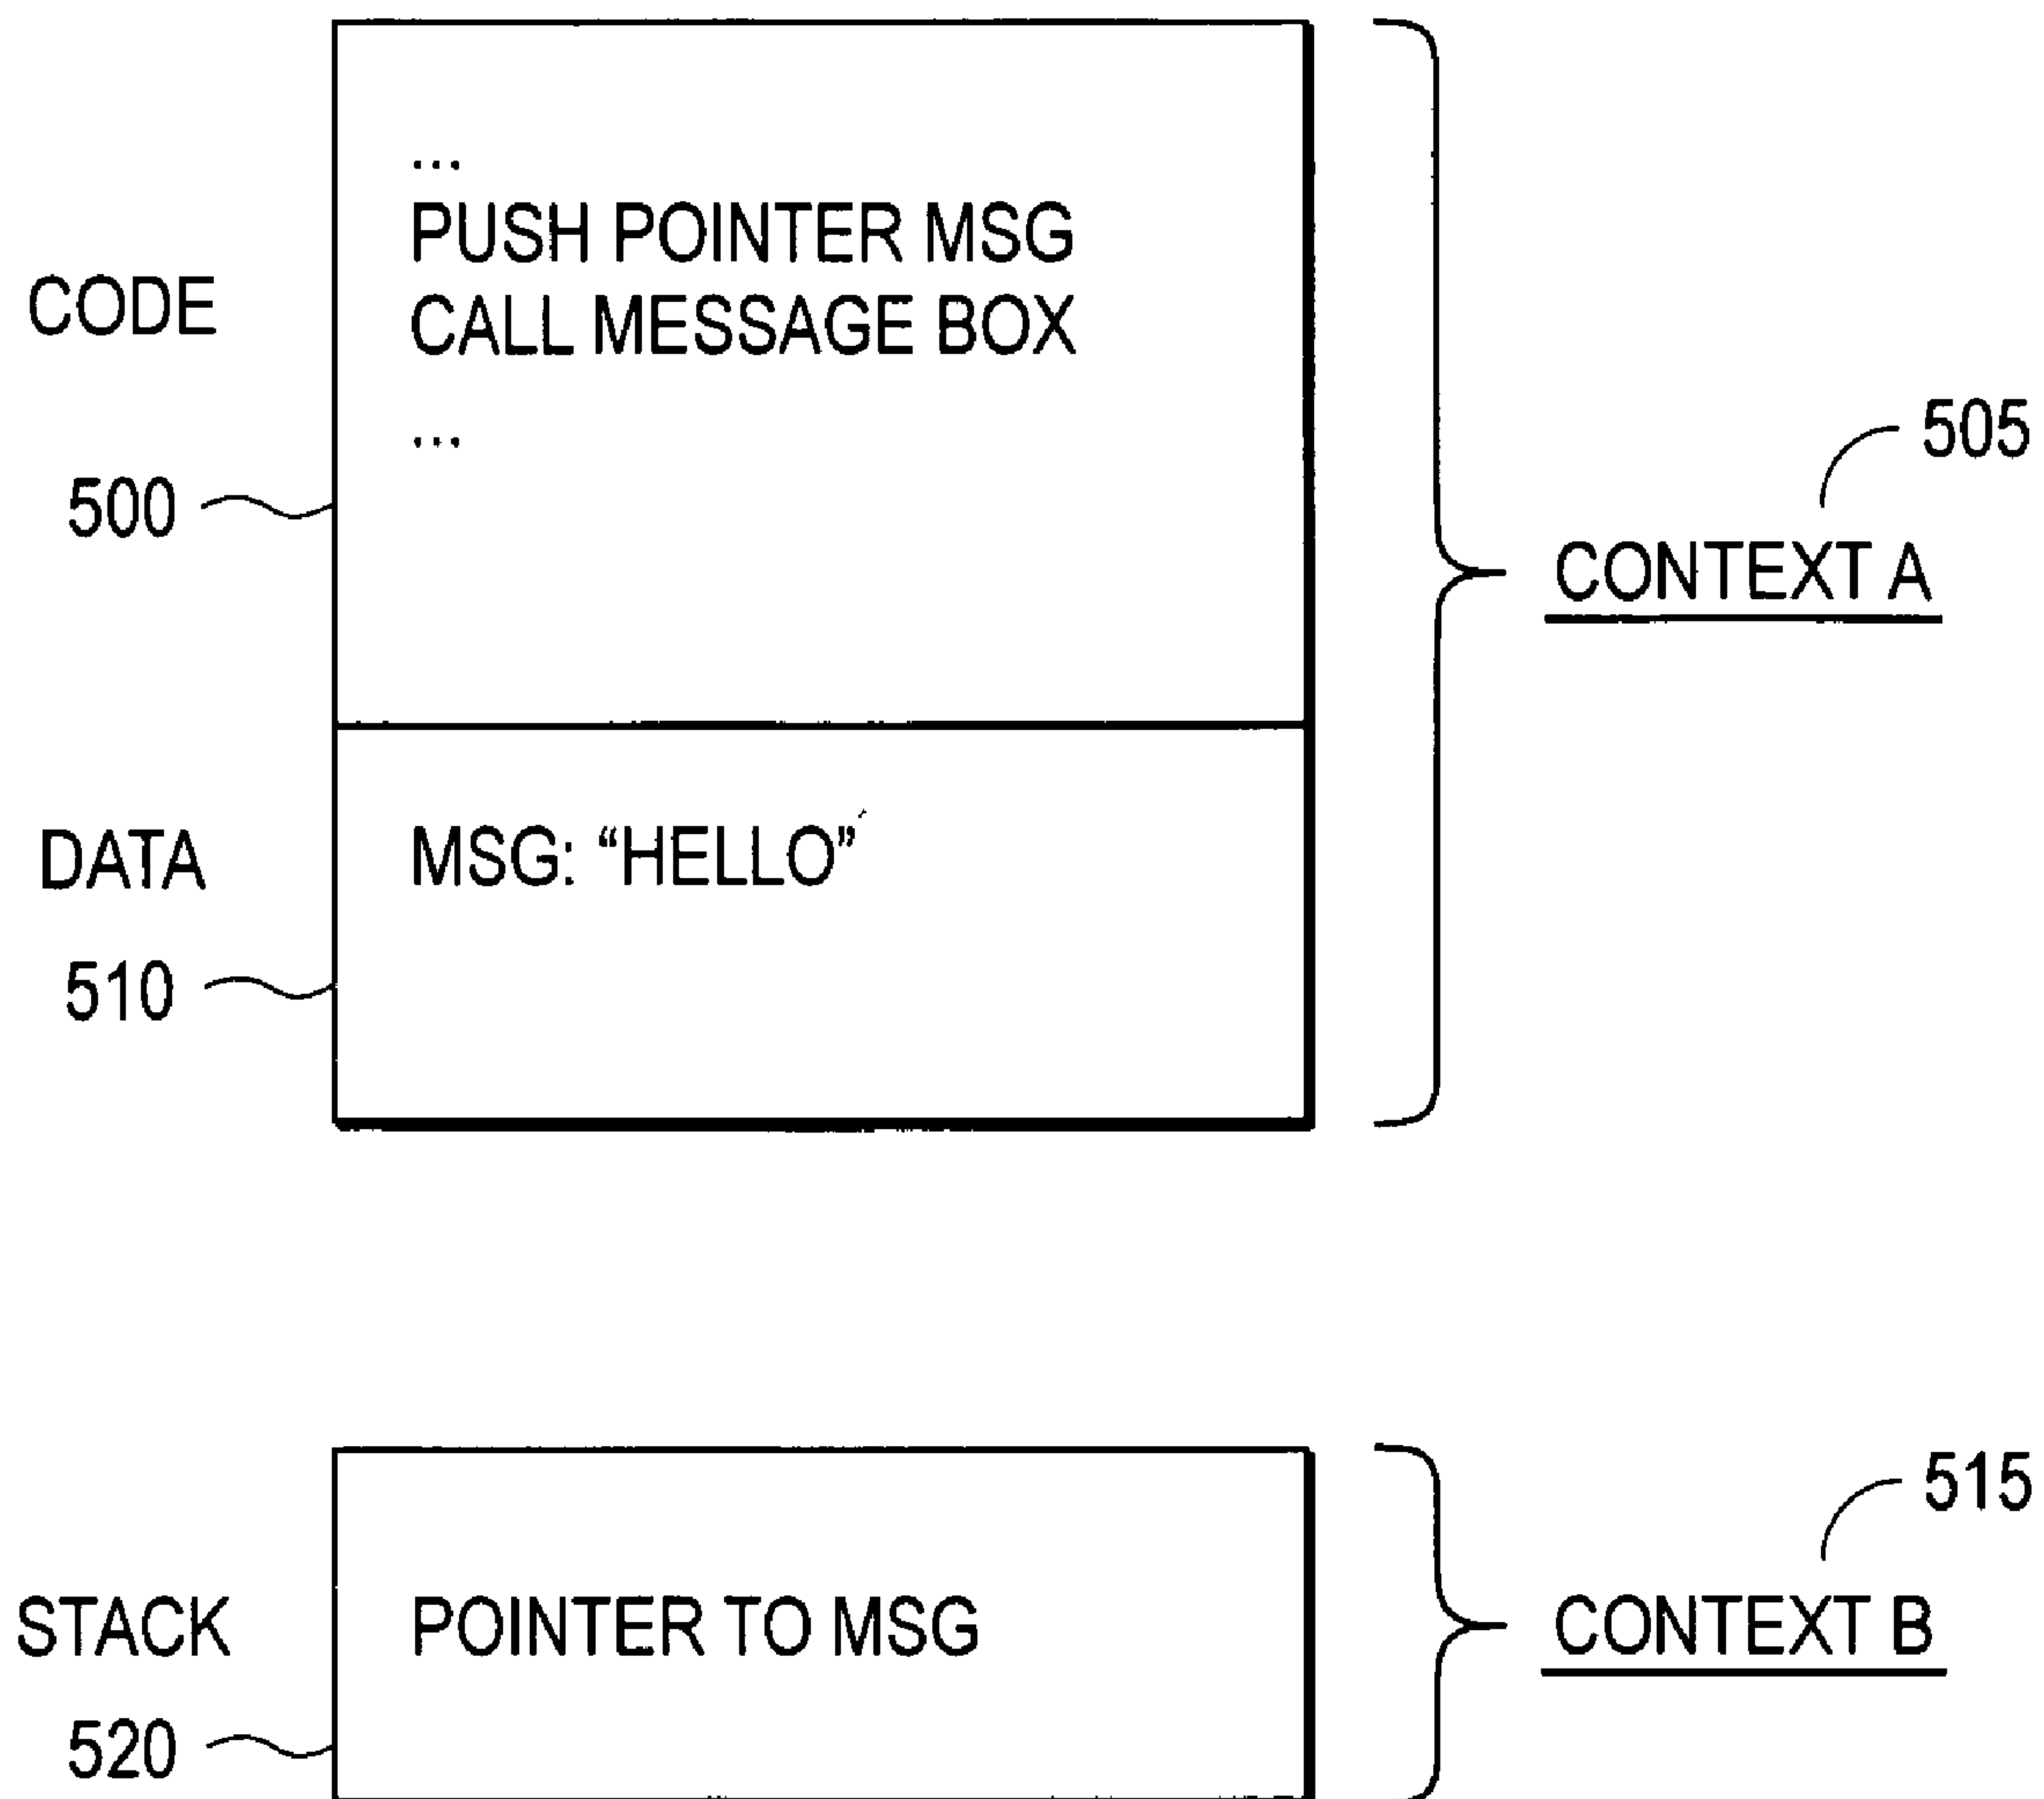 ...
PUSH POINTER MSG
CODE
CALL MESSAGE BOX
...
505
500
CONTEXT A
DATA
MSG: “HELLO”
510
515
STACK
POINTER TO MSG
CONTEXT B
520